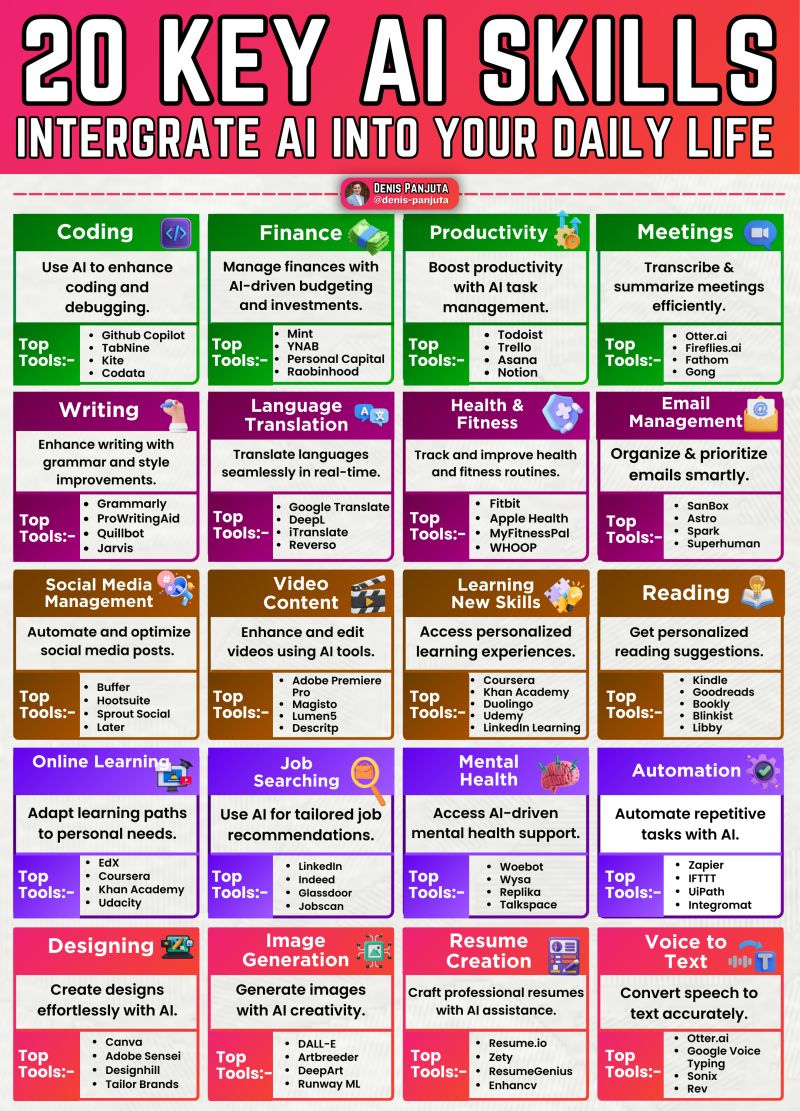 20 KEY AI SKILLS
INTERGRATE AI INTO YOUR DAILY LIFE
DENIS PANJUTA
@denis-panjuta
Coding
Use AI to enhance
coding and
debugging.
Top
Tools:-
• Github Copilot
• TabNine
• Kite
• Codata
Finance
Manage finances with
AI-driven budgeting
and investments.
Top
Tools:-
• Mint
• YNAB
• Personal Capital
• Raobinhood
Productivity
Boost productivity
with AI task
management.
Top
Tools:-
• Todoist
• Trello
• Asana
• Notion
Meetings
Transcribe &
summarize meetings
efficiently.
Top
Tools:-
• Otter.ai
• Fireflies.ai
• Fathom
• Gong
Writing
Enhance writing with
grammar and style
improvements.
Top
Tools:-
• Grammarly
• ProWritingAid
• Quillbot
• Jarvis
Language
Translation
Translate languages
seamlessly in real-time.
Top
Tools:-
• Google Translate
• DeepL
• iTranslate
• Reverso
Health &
Fitness
Track and improve health
and fitness routines.
Top
Tools:-
• Fitbit
• Apple Health
• MyFitnessPal
• WHOOP
Email
Management
Organize & prioritize
emails smartly.
Top
Tools:-
• SanBox
• Astro
• Spark
• Superhuman
Social Media
Management
Automate and optimize
social media posts.
Top
Tools:-
• Buffer
• Hootsuite
• Sprout Social
• Later
Video
Content
Enhance and edit
videos using AI tools.
Top
Tools:-
• Adobe Premiere
Pro
• Magisto
• Lumen5
• Descritp
Learning
New Skills
Access personalized
learning experiences.
Top
Tools:-
• Coursera
• Khan Academy
• Duolingo
• Udemy
• LinkedIn Learning
Reading
Get personalized
reading suggestions.
Top
Tools:-
• Kindle
• Goodreads
• Bookly
• Blinkist
• Libby
Online Learning
Adapt learning paths
to personal needs.
Top
Tools:-
• EdX
• Coursera
• Khan Academy
• Udacity
Job
Searching
Use AI for tailored job
recommendations.
Top
Tools:-
• LinkedIn
• Indeed
• Glassdoor
• Jobscan
Mental
Health
Access AI-driven
mental health support.
Top
Tools:-
• Woebot
• Wysa
• Replika
• Talkspace
Automation
Automate repetitive
tasks with AI.
Top
Tools:-
• Zapier
• IFTTT
• UiPath
• Integromat
Designing
Create designs
effortlessly with AI.
Top
Tools:-
• Canva
• Adobe Sensei
• Designhill
• Tailor Brands
Image
Generation
Generate images
with AI creativity.
Top
Tools:-
• DALL-E
• Artbreeder
• DeepArt
• Runway ML
Resume
Creation
Craft professional resumes
with AI assistance.
Top
Tools:-
• Resume.io
• Zety
• ResumeGenius
• Enhancv
Voice to
Text
T
Convert speech to
text accurately.
Top
Tools:-
• Otter.ai
• Google Voice
Typing
• Sonix
• Rev